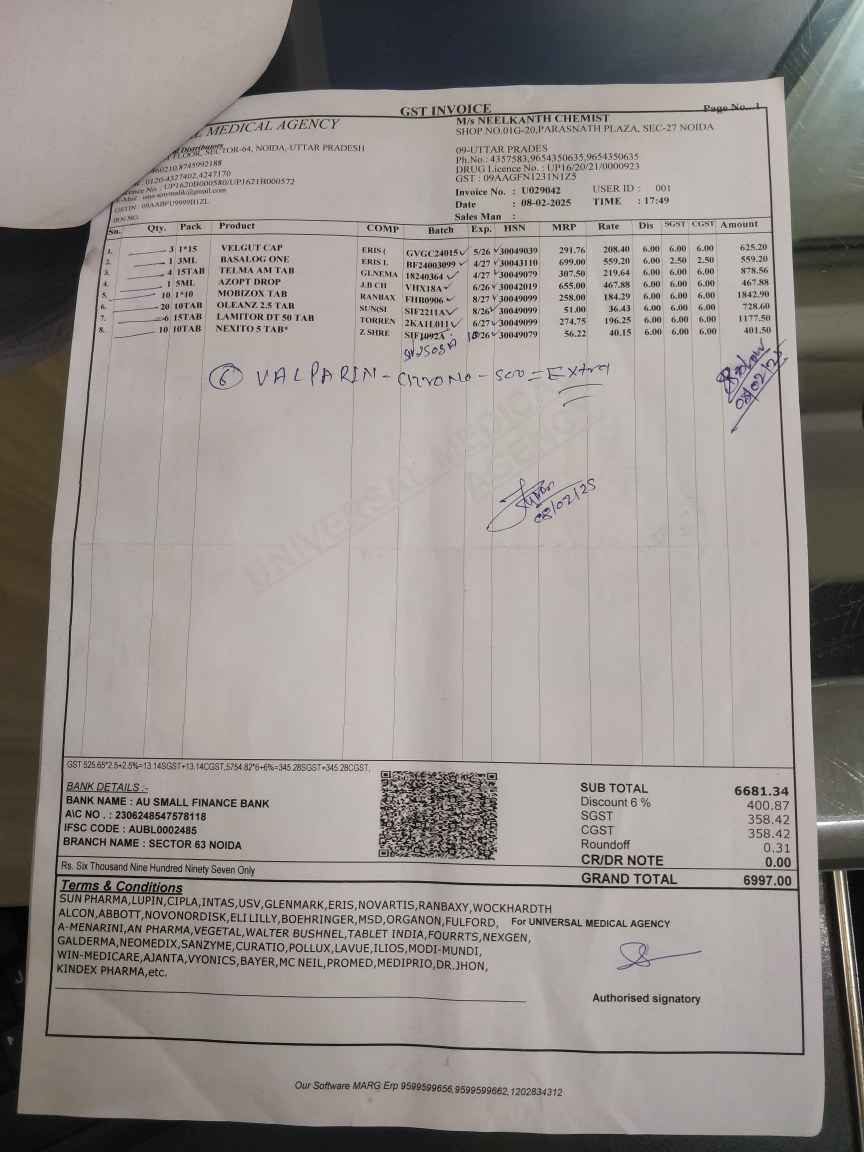 GST INVOICE
Page No...1
MEDICAL AGENCY
M/s NEELKANTH CHEMIST
SHOP.NO.01G-20,PARASNATH PLAZA, SEC-27 NOIDA
Distributors
FLOOR, SECTOR-64, NOIDA, UTTAR PRADESH
09-UTTAR PRADES
460210,8745992188
Ph.No.: 4357583,9654350635,9654350635
: 0120-4327402,4247170
DRUG Licence No. : UP16/20/21/0000923
icence No. : UP1620B000580/UP1621B000572
GST : 09AAGFN1231N1Z5
E-Mail :
GSTIN : 09AABFU9999B1ZL
Invoice No. : U029042 USER ID : 001
IRN NO
Date : 08-02-2025 TIME : 17:49
Sales Man :
Sn. Qty. Pack Product COMP Batch Exp. HSN MRP Rate Dis SGST CGST Amount
1. 3 1*15 VELGUT CAP ERIS ( GVGC24015 5/26 30049039 291.76 208.40 6.00 6.00 6.00 625.20
2. 1 3ML BASALOG ONE ERIS L BF24003099 4/27 30043110 699.00 559.20 6.00 2.50 2.50 559.20
3. 4 15TAB TELMA AM TAB GLNEMA 18240364 4/27 30049079 307.50 219.64 6.00 6.00 6.00 878.56
4. 1 5ML AZOPT DROP J.B CH VHX18A 6/26 30042019 655.00 467.88 6.00 6.00 6.00 467.88
5. 10 1*10 MOBIZOX TAB RANBAX FHB0906 8/27 30049099 258.00 184.29 6.00 6.00 6.00 1842.90
6. 20 10TAB OLEANZ 2.5 TAB SUN(SI SIF2211A 8/26 30049099 51.00 36.43 6.00 6.00 6.00 728.60
7. 6 15TAB LAMITOR DT 50 TAB TORREN 2KA1L011 6/27 30049099 274.75 196.25 6.00 6.00 6.00 1177.50
8. 10 10TAB NEXITO 5 TAB* Z SHRE SIF1092A /26 30049079 56.22 40.15 6.00 6.00 6.00 401.50
⑥ VALPARIN-CHRONO-500=Extra
08/02/25
08/02/25
UNIVERSAL MEDICAL
AGENCY
GST 525.65*2.5+2.5%=13.14SGST+13.14CGST,5754.82*6+6%=345.28SGST+345.28CGST,
BANK DETAILS :-
BANK NAME : AU SMALL FINANCE BANK
A\C NO . : 2306248547578118
IFSC CODE : AUBL0002485
BRANCH NAME : SECTOR 63 NOIDA
SUB TOTAL 6681.34
Discount 6 % 400.87
SGST 358.42
CGST 358.42
Roundoff 0.31
CR/DR NOTE 0.00
Rs. Six Thousand Nine Hundred Ninety Seven Only
GRAND TOTAL 6997.00
Terms & Conditions
SUN PHARMA,LUPIN,CIPLA,INTAS,USV,GLENMARK,ERIS,NOVARTIS,RANBAXY,WOCKHARDTH
ALCON,ABBOTT,NOVONORDISK,ELI LILLY,BOEHRINGER,MSD,ORGANON,FULFORD,
For UNIVERSAL MEDICAL AGENCY
A-MENARINI,AN PHARMA,VEGETAL,WALTER BUSHNEL,TABLET INDIA,FOURRTS,NEXGEN,
GALDERMA,NEOMEDIX,SANZYME,CURATIO,POLLUX,LAVUE,ILIOS,MODI-MUNDI,
WIN-MEDICARE,AJANTA,VYONICS,BAYER,MC NEIL,PROMED,MEDIPRIO,DR.JHON,
KINDEX PHARMA,etc.
Authorised signatory
Our Software MARG Erp 9599599656,9599599662,1202834312